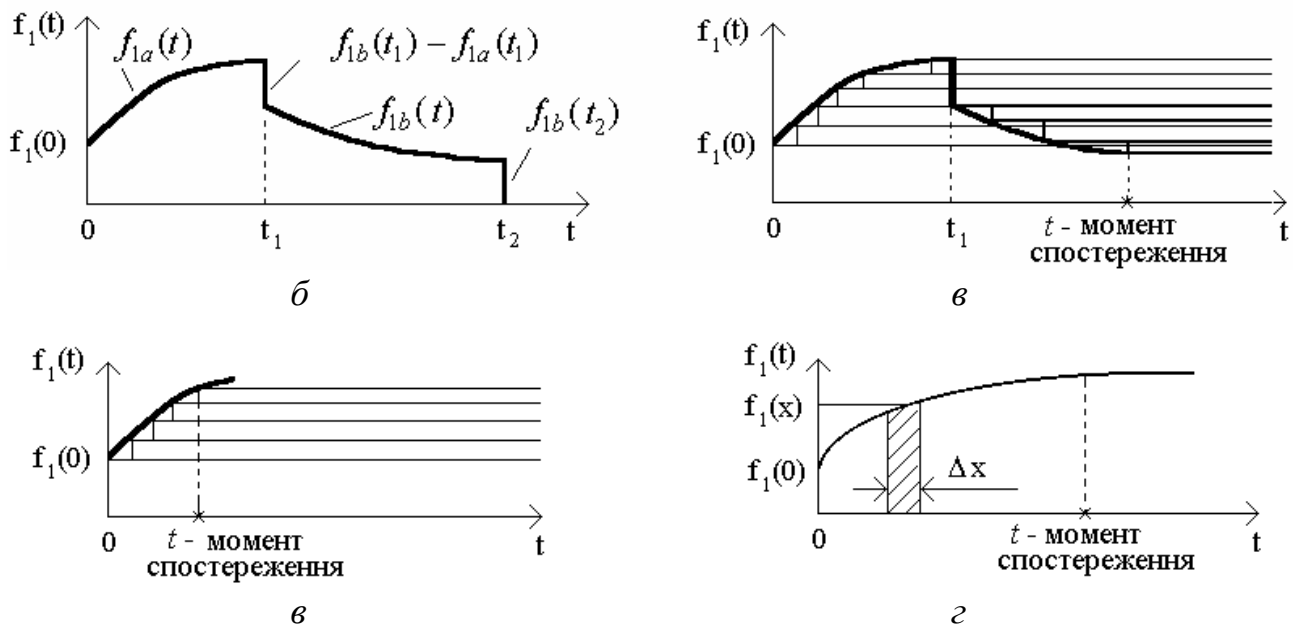 f₁(t)
f₁ₐ(t)
f₁b(t₁) − f₁ₐ(t₁)
f₁b(t)
f₁b(t₂)
f₁(0)
0
t₁
t₂
t
б
f₁(t)
f₁(0)
0
t₁
t - момент
спостереження
t
в
f₁(t)
f₁(0)
0
t - момент
спостереження
t
в
f₁(t)
f₁(x)
f₁(0)
Δx
0
t - момент
спостереження
t
г